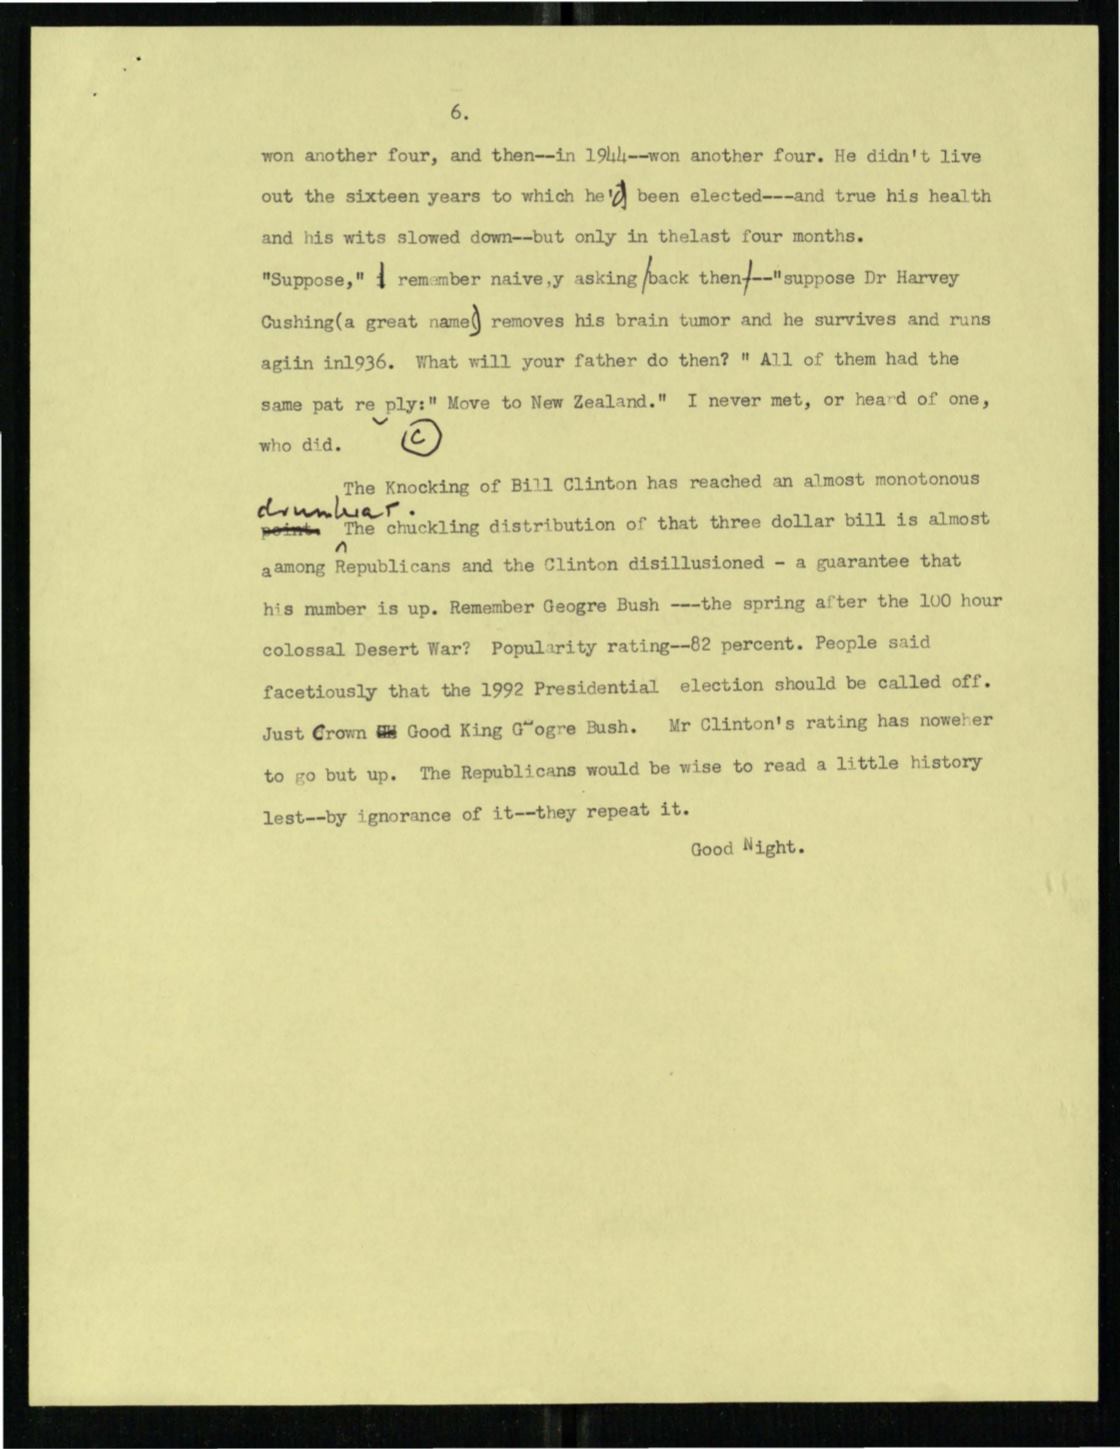 6.
won another four, and then--in 1944--won another four. He didn't live
out the sixteen years to which he'd been elected---and true his health
and his wits slowed down--but only in thelast four months.
"Suppose," I remember naive,y asking/back then/--"suppose Dr Harvey
Cushing(a great name) removes his brain tumor and he survives and runs
agiin in1936. What will your father do then? " All of them had the
same pat re ply:" Move to New Zealand." I never met, or heard of one,
who did. C
The Knocking of Bill Clinton has reached an almost monotonous
drumbeat.
point. The chuckling distribution of that three dollar bill is almost
aamong Republicans and the Clinton disillusioned - a guarantee that
his number is up. Remember Geogre Bush ---the spring after the 100 hour
colossal Desert War? Popularity rating--82 percent. People said
facetiously that the 1992 Presidential election should be called off.
Just Crown Good King G"ogre Bush. Mr Clinton's rating has noweher
to go but up. The Republicans would be wise to read a little history
lest--by ignorance of it--they repeat it.
Good Night.